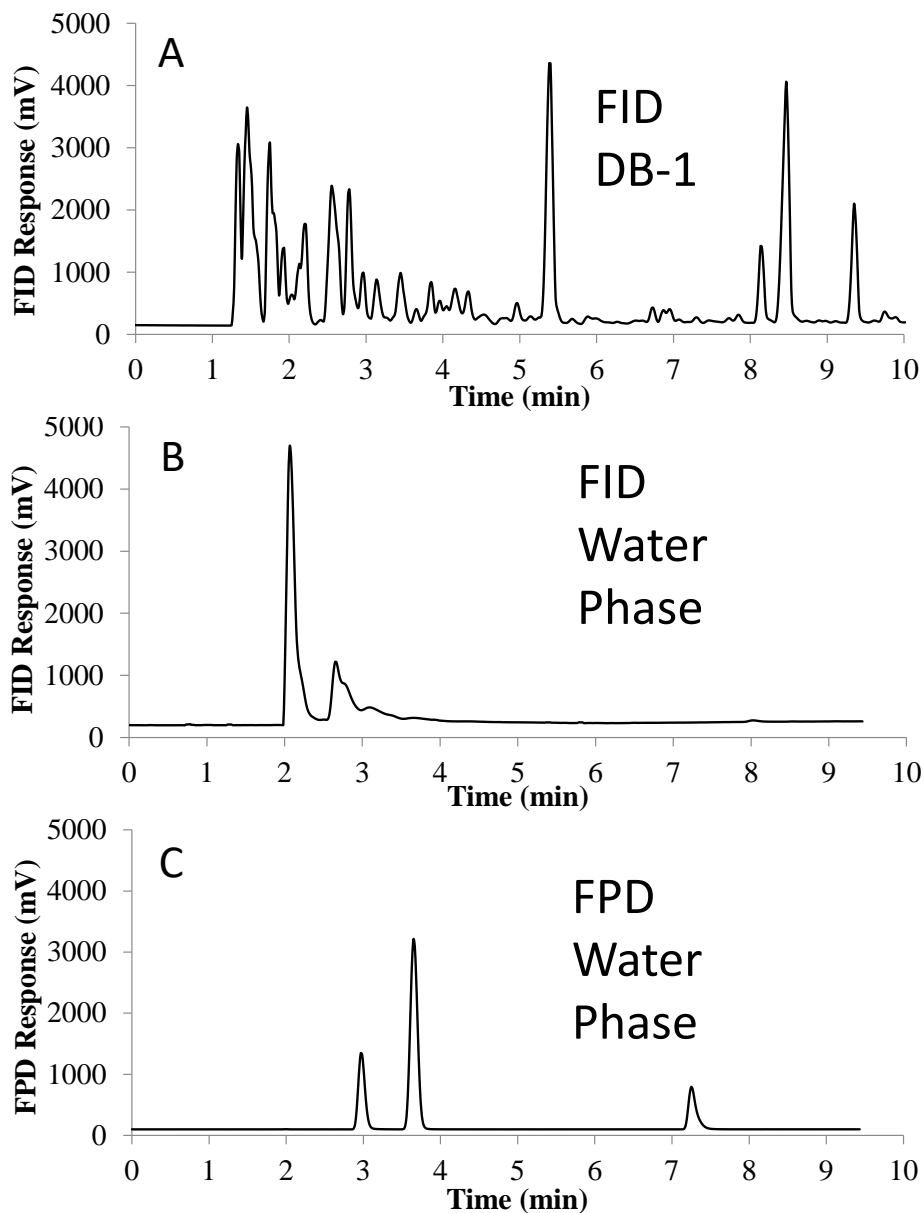 A
FID
DB-1
FID Response (mV)
5000
4000
3000
2000
1000
0
0 1 2 3 4 5 6 7 8 9 10
Time (min)
B
FID
Water
Phase
FID Response (mV)
5000
4000
3000
2000
1000
0
0 1 2 3 4 5 6 7 8 9 10
Time (min)
C
FPD
Water
Phase
FPD Response (mV)
5000
4000
3000
2000
1000
0
0 1 2 3 4 5 6 7 8 9 10
Time (min)